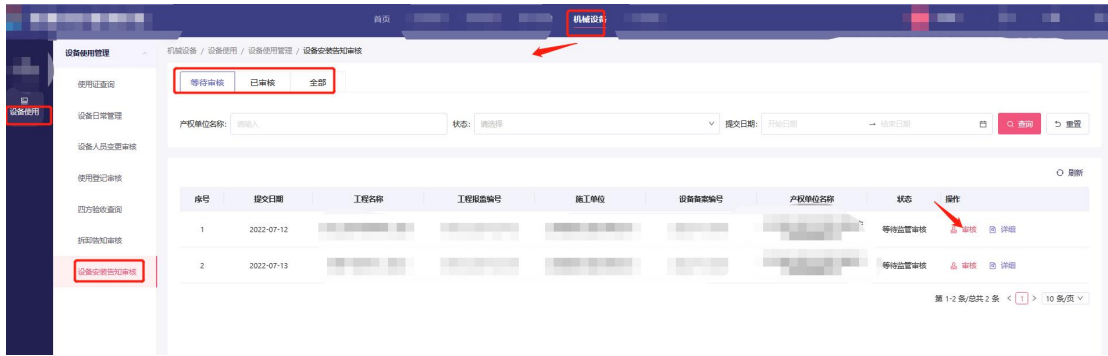 首页 机械设备
设备使用
设备使用管理
使用证查询
设备日常管理
设备人员变更审核
使用登记审核
四方验收查询
拆卸告知审核
设备安装告知审核
机械设备 / 设备使用 / 设备使用管理 / 设备安装告知审核
等待审核 已审核 全部
产权单位名称: 请输入 状态: 请选择 提交日期: 开始日期 → 结束日期 查询 重置
刷新
序号 提交日期 工程名称 工程报监编号 施工单位 设备备案编号 产权单位名称 状态 操作
1 2022-07-12 等待监管审核 审核 详细
2 2022-07-13 等待监管审核 审核 详细
第 1-2 条/总共 2 条 < 1 > 10 条/页